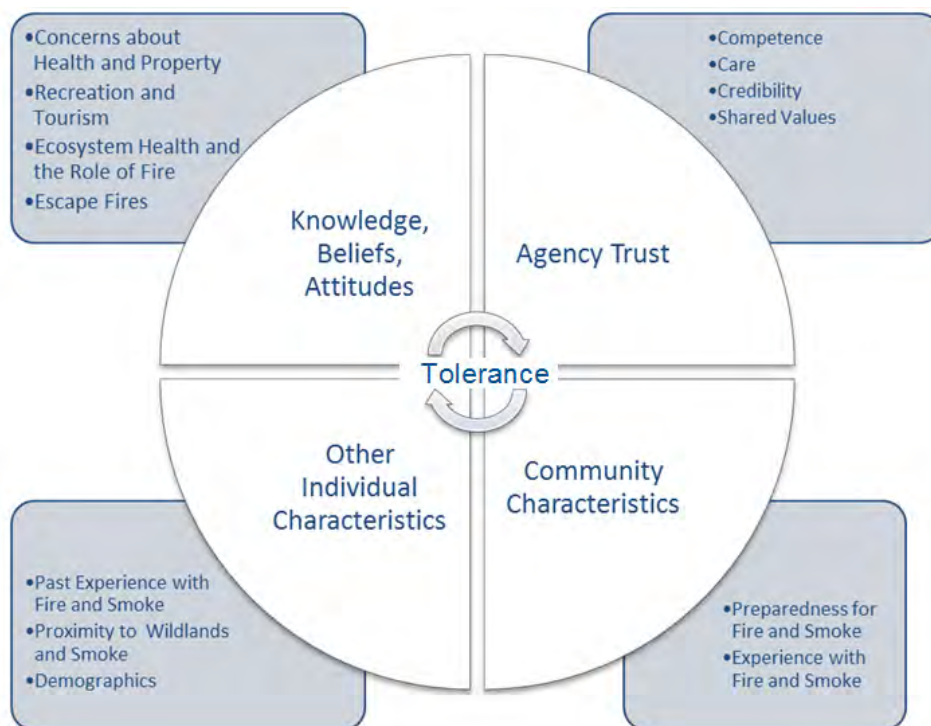 •Concerns about
Health and Property
•Recreation and
Tourism
•Ecosystem Health and
the Role of Fire
•Escape Fires
•Competence
•Care
•Credibility
•Shared Values
Knowledge,
Beliefs,
Attitudes
Agency Trust
Tolerance
Other
Individual
Characteristics
Community
Characteristics
•Past Experience with
Fire and Smoke
•Proximity to Wildlands
and Smoke
•Demographics
•Preparedness for
Fire and Smoke
•Experience with
Fire and Smoke